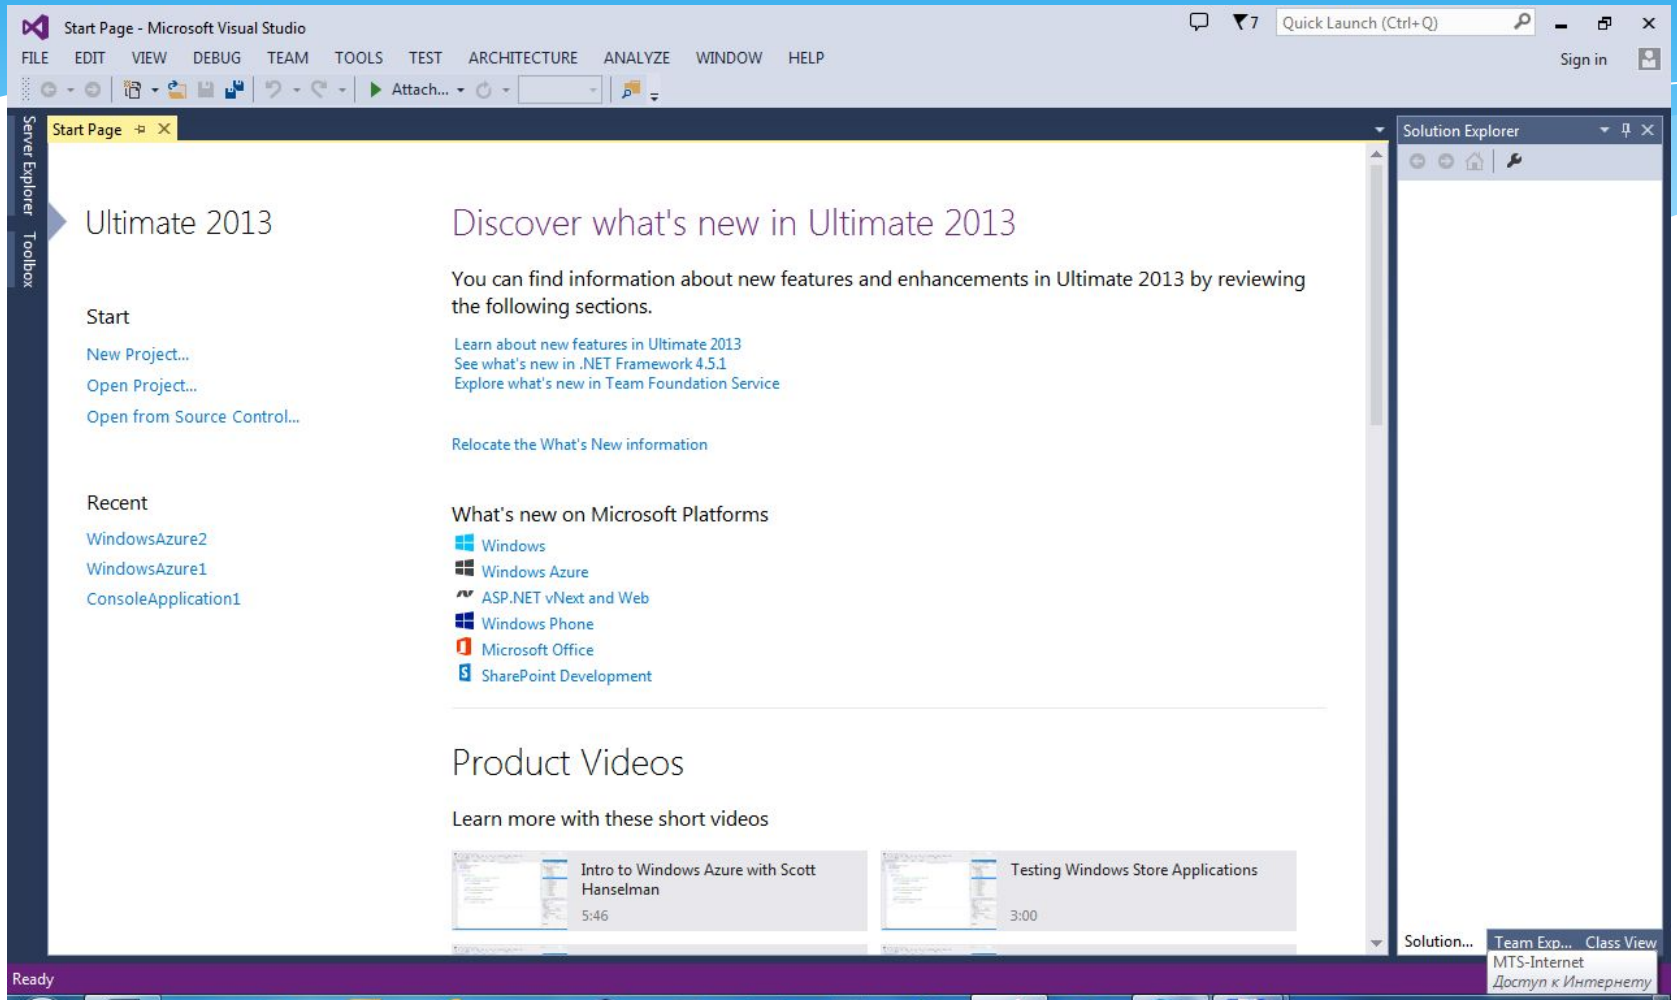 Start Page - Microsoft Visual Studio
7
Quick Launch (Ctrl+Q)
FILE EDIT VIEW DEBUG TEAM TOOLS TEST ARCHITECTURE ANALYZE WINDOW HELP
Sign in
Attach...
Server Explorer
Toolbox
Start Page
Solution Explorer
Ultimate 2013
Start
New Project...
Open Project...
Open from Source Control...
Recent
WindowsAzure2
WindowsAzure1
ConsoleApplication1
Discover what's new in Ultimate 2013
You can find information about new features and enhancements in Ultimate 2013 by reviewing
the following sections.
Learn about new features in Ultimate 2013
See what's new in .NET Framework 4.5.1
Explore what's new in Team Foundation Service
Relocate the What's New information
What's new on Microsoft Platforms
Windows
Windows Azure
ASP.NET vNext and Web
Windows Phone
Microsoft Office
SharePoint Development
Product Videos
Learn more with these short videos
Intro to Windows Azure with Scott
Hanselman
5:46
Testing Windows Store Applications
3:00
Solution... Team Exp... Class View
MTS-Internet
Доступ к Интернету
Ready